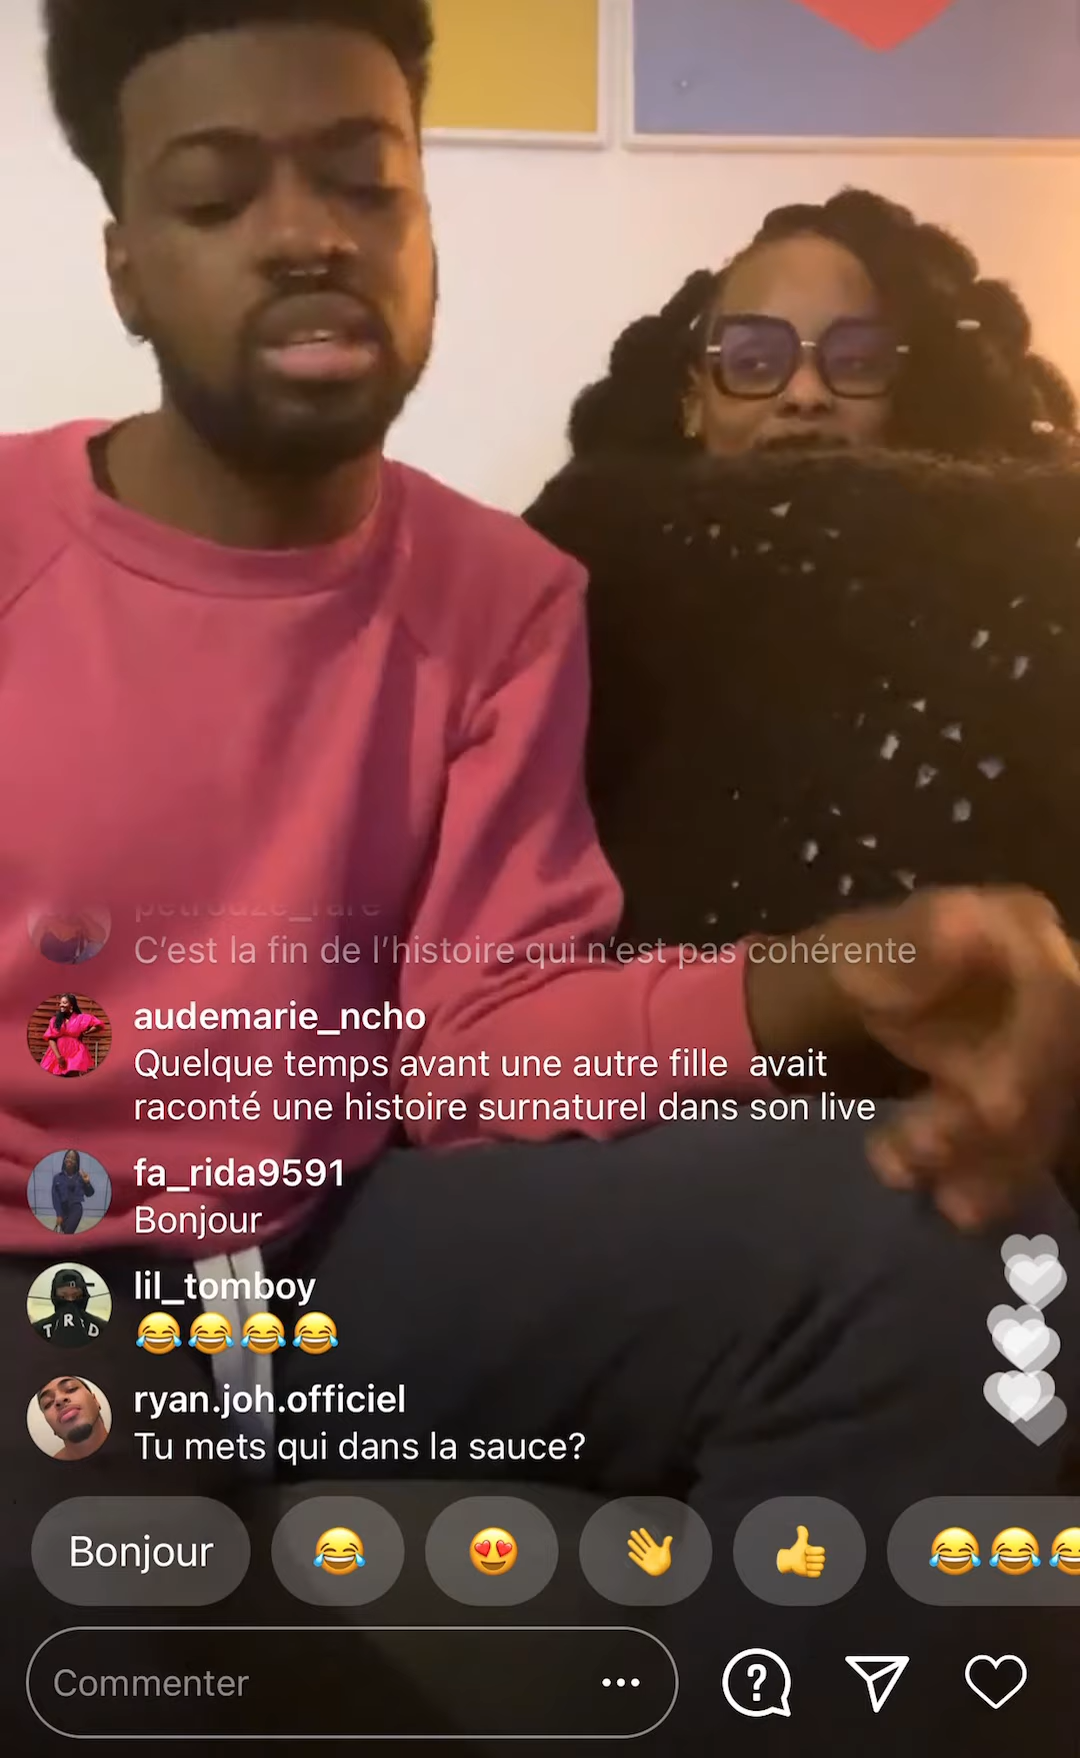 C'est la fin de l'histoire qui n'est pas cohérente
audemarie_ncho
Quelque temps avant une autre fille  avait
raconté une histoire surnaturel dans son live
fa_rida9591
Bonjour
lil_tomboy
😂😂😂😂
ryan.joh.officiel
Tu mets qui dans la sauce?
Bonjour 😂 😍 👋 👍 😂😂😂
Commenter